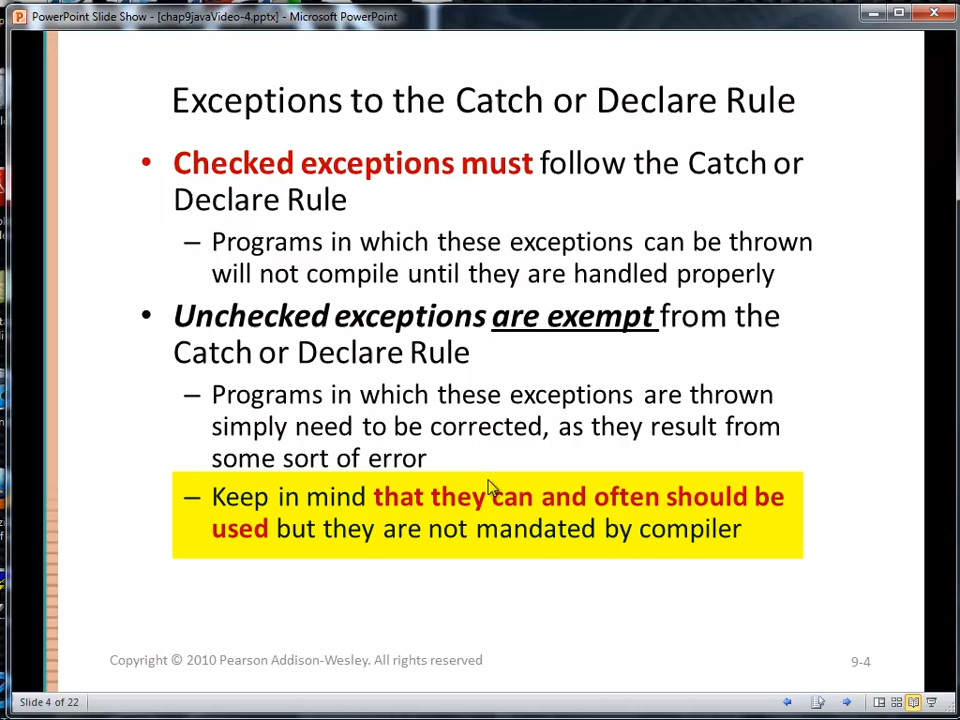 PowerPoint Slide Show - [chap9javaVideo-4.pptx] - Microsoft PowerPoint
Exceptions to the Catch or Declare Rule
• Checked exceptions must follow the Catch or
Declare Rule
– Programs in which these exceptions can be thrown
will not compile until they are handled properly
• Unchecked exceptions are exempt from the
Catch or Declare Rule
– Programs in which these exceptions are thrown
simply need to be corrected, as they result from
some sort of error
– Keep in mind that they can and often should be
used but they are not mandated by compiler
Copyright © 2010 Pearson Addison-Wesley. All rights reserved
9-4
Slide 4 of 22